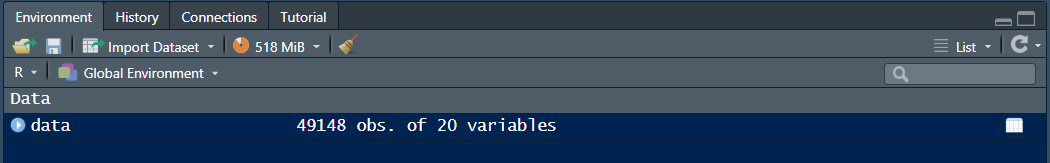 Environment History Connections Tutorial
Import Dataset 518 MiB List
R Global Environment
Data
data 49148 obs. of 20 variables